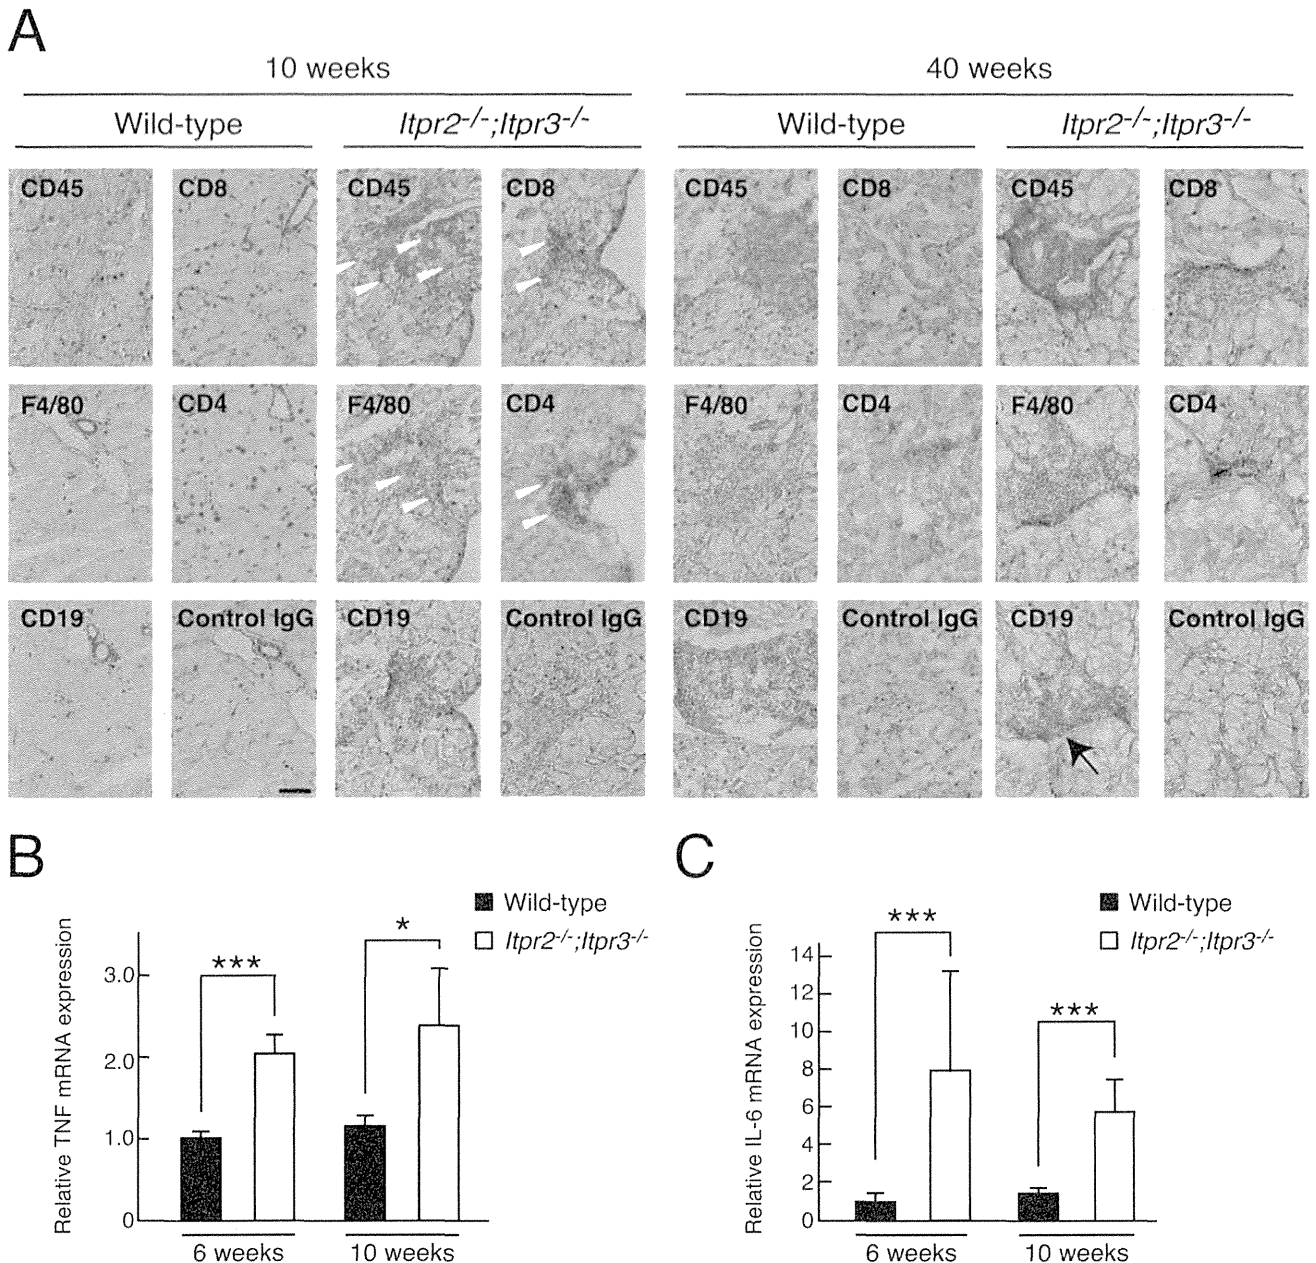 A
10 weeks
40 weeks
Wild-type
Itpr2-/-;Itpr3-/-
Wild-type
Itpr2-/-;Itpr3-/-
CD45
CD8
CD45
CD8
CD45
CD8
CD45
CD8
F4/80
CD4
F4/80
CD4
F4/80
CD4
F4/80
CD4
CD19
Control IgG
CD19
Control IgG
CD19
Control IgG
CD19
Control IgG
B
Wild-type
Itpr2-/-;Itpr3-/-
Relative TNF mRNA expression
3.0
2.0
1.0
0
***
*
6 weeks
10 weeks
C
Wild-type
Itpr2-/-;Itpr3-/-
Relative IL-6 mRNA expression
14
12
10
8
6
4
2
0
***
***
6 weeks
10 weeks